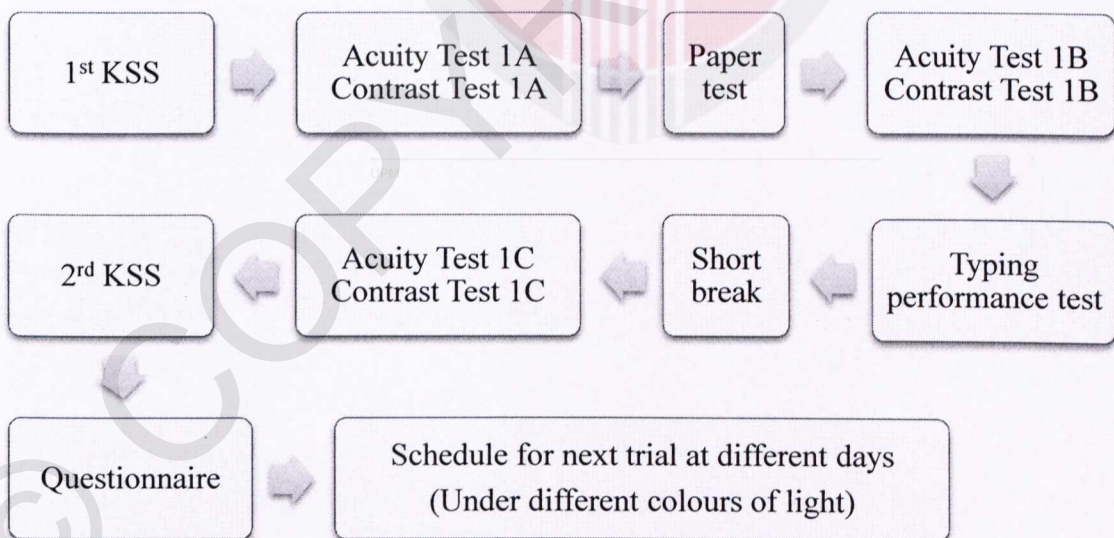 1st KSS
Acuity Test 1A
Contrast Test 1A
Paper
test
Acuity Test 1B
Contrast Test 1B
Typing
performance test
Short
break
Acuity Test 1C
Contrast Test 1C
2rd KSS
Questionnaire
Schedule for next trial at different days
(Under different colours of light)
© COPYR
UPM